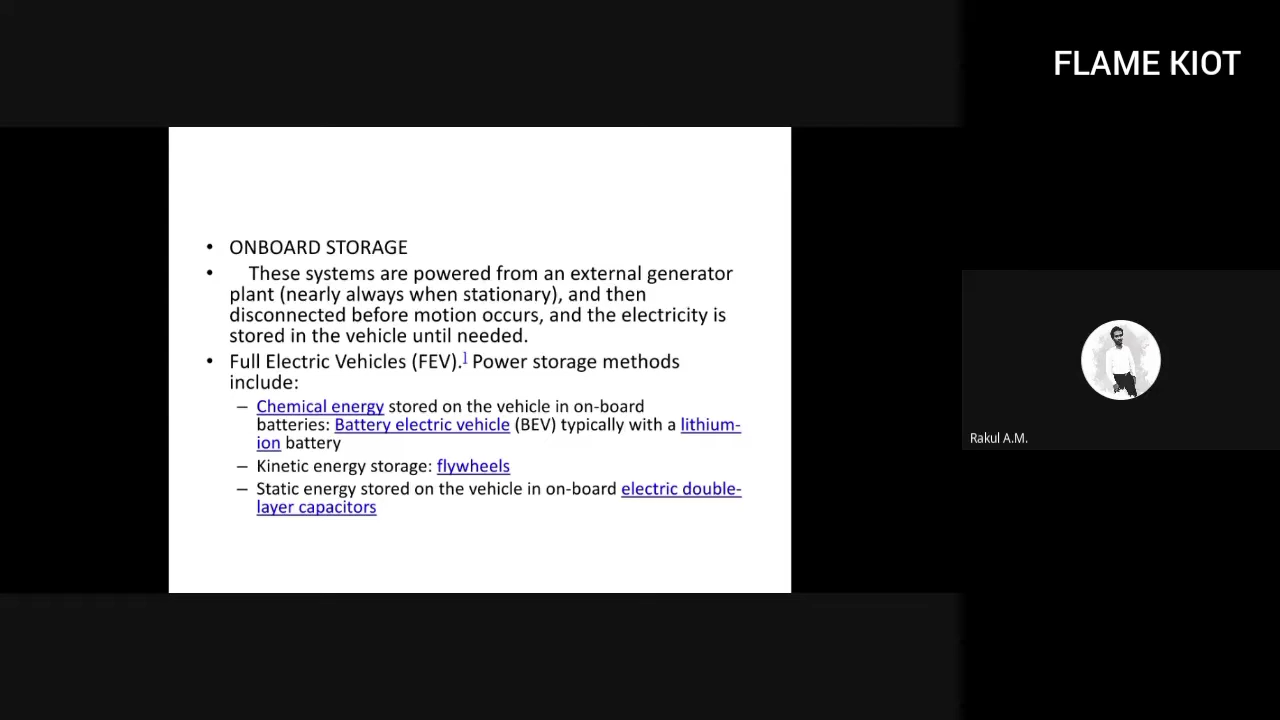 FLAME KIOT
• ONBOARD STORAGE
• These systems are powered from an external generator
plant (nearly always when stationary), and then
disconnected before motion occurs, and the electricity is
stored in the vehicle until needed.
• Full Electric Vehicles (FEV).] Power storage methods
include:
– Chemical energy stored on the vehicle in on-board
batteries: Battery electric vehicle (BEV) typically with a lithium-
ion battery
– Kinetic energy storage: flywheels
– Static energy stored on the vehicle in on-board electric double-
layer capacitors
Rakul A.M.